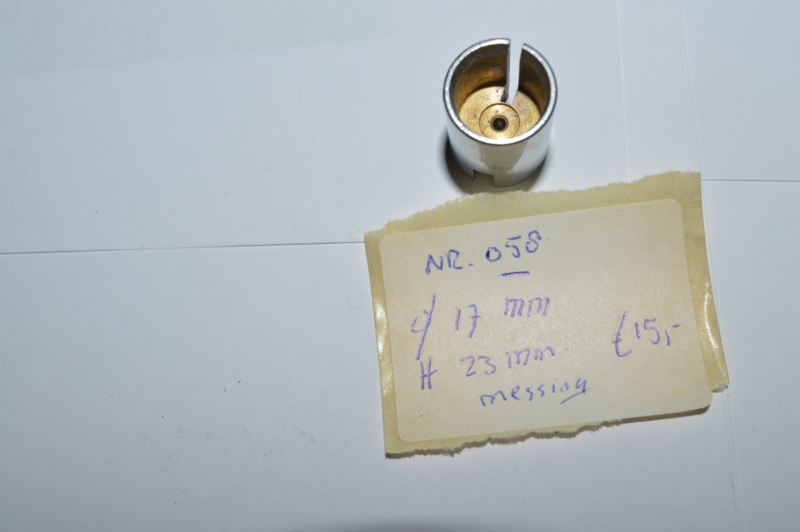 NR. 058
Ø 17 mm
H 23 mm
€15,-
messing